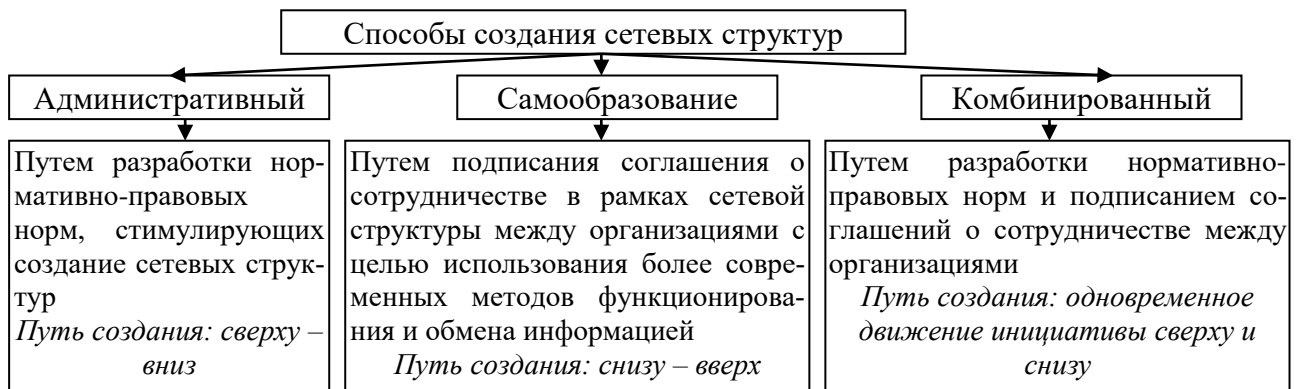 Способы создания сетевых структур
Административный
Самообразование
Комбинированный
Путем разработки нор-
мативно-правовых
норм, стимулирующих
создание сетевых струк-
тур
Путь создания: сверху –
вниз
Путем подписания соглашения о
сотрудничестве в рамках сетевой
структуры между организациями с
целью использования более совре-
менных методов функционирова-
ния и обмена информацией
Путь создания: снизу – вверх
Путем разработки нормативно-
правовых норм и подписанием со-
глашений о сотрудничестве между
организациями
Путь создания: одновременное
движение инициативы сверху и
снизу